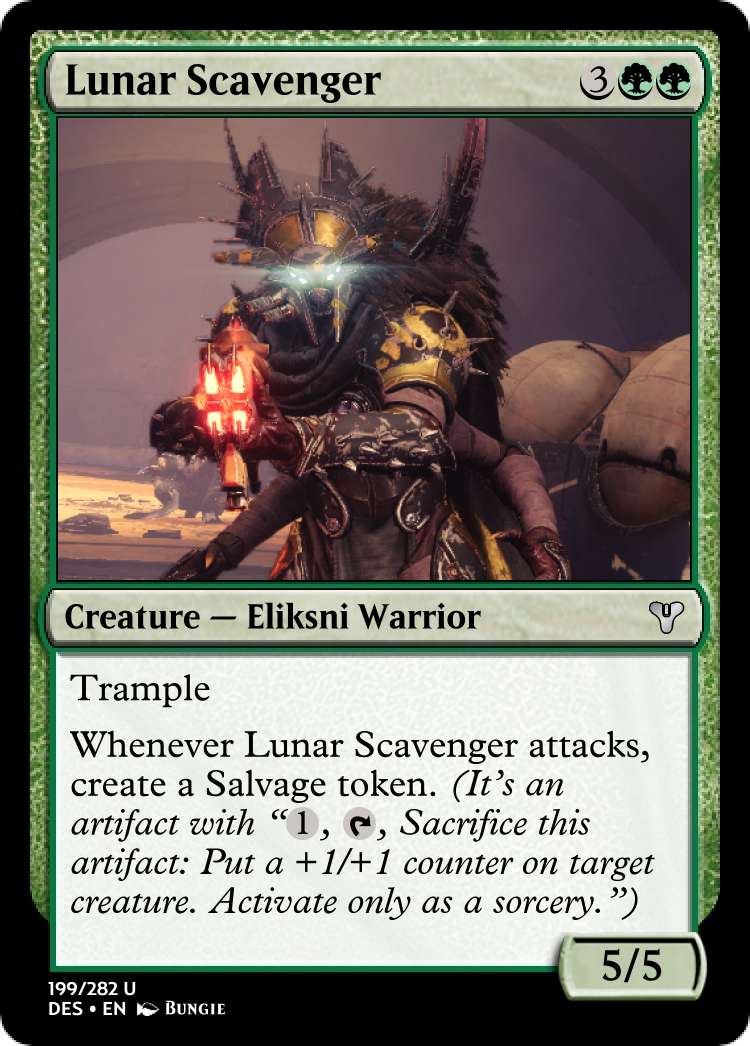 Lunar Scavenger 3
Creature — Eliksni Warrior
Trample
Whenever Lunar Scavenger attacks,
create a Salvage token. (It's an
artifact with “1, , Sacrifice this
artifact: Put a +1/+1 counter on target
creature. Activate only as a sorcery.”)
5/5
199/282 U
DES • EN Bungie